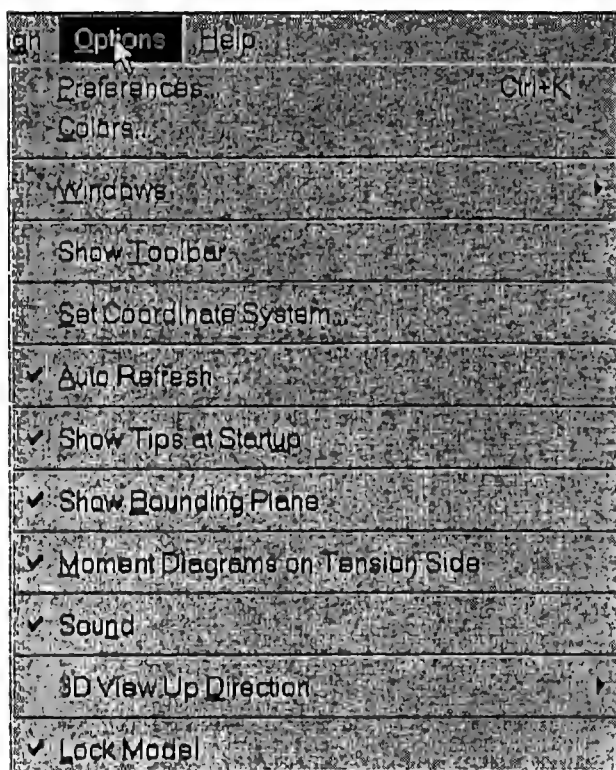 Options Help
Preferences... Ctrl+K
Colors...
Windows
Show Toolbar
Set Coordinate System...
Auto Refresh
Show Tips at Startup
Show Bounding Plane
Moment Diagrams on Tension Side
Sound
3D View Up Direction
Lock Model